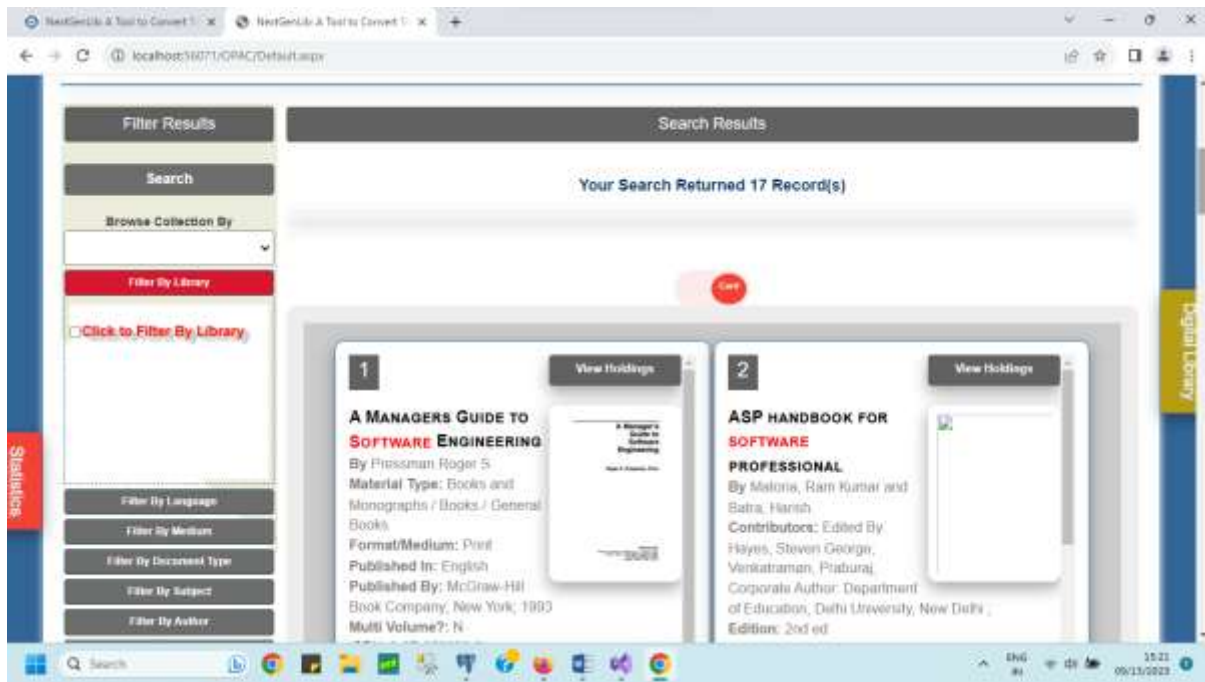 NextGenLib A Tool to Convert
NextGenLib A Tool to Convert
localhost:56071/OPAC/Default.aspx
Filter Results
Search
Browse Collection By
Filter By Library
Click to Filter By Library
Filter By Language
Filter By Medium
Filter By Document Type
Filter By Subject
Filter By Author
Statistics
Search Results
Your Search Returned 17 Record(s)
Cart
1
View Holdings
A MANAGERS GUIDE TO
SOFTWARE ENGINEERING
By Pressman Roger S
Material Type: Books and
Monographs / Books / General
Books
Format/Medium: Print
Published In: English
Published By: McGraw-Hill
Book Company, New York; 1993
Multi Volume?: N
A Manager's
Guide to
Software
Engineering
2
View Holdings
ASP HANDBOOK FOR
SOFTWARE
PROFESSIONAL
By Malona, Ram Kumar and
Batra, Harish
Contributors: Edited By
Hayes, Steven George,
Venkatraman, Praburaj,
Corporate Author: Department
of Education, Delhi University, New Delhi ,
Edition: 2nd ed
Digital Library
Search
ENG
15:21
09/13/2023